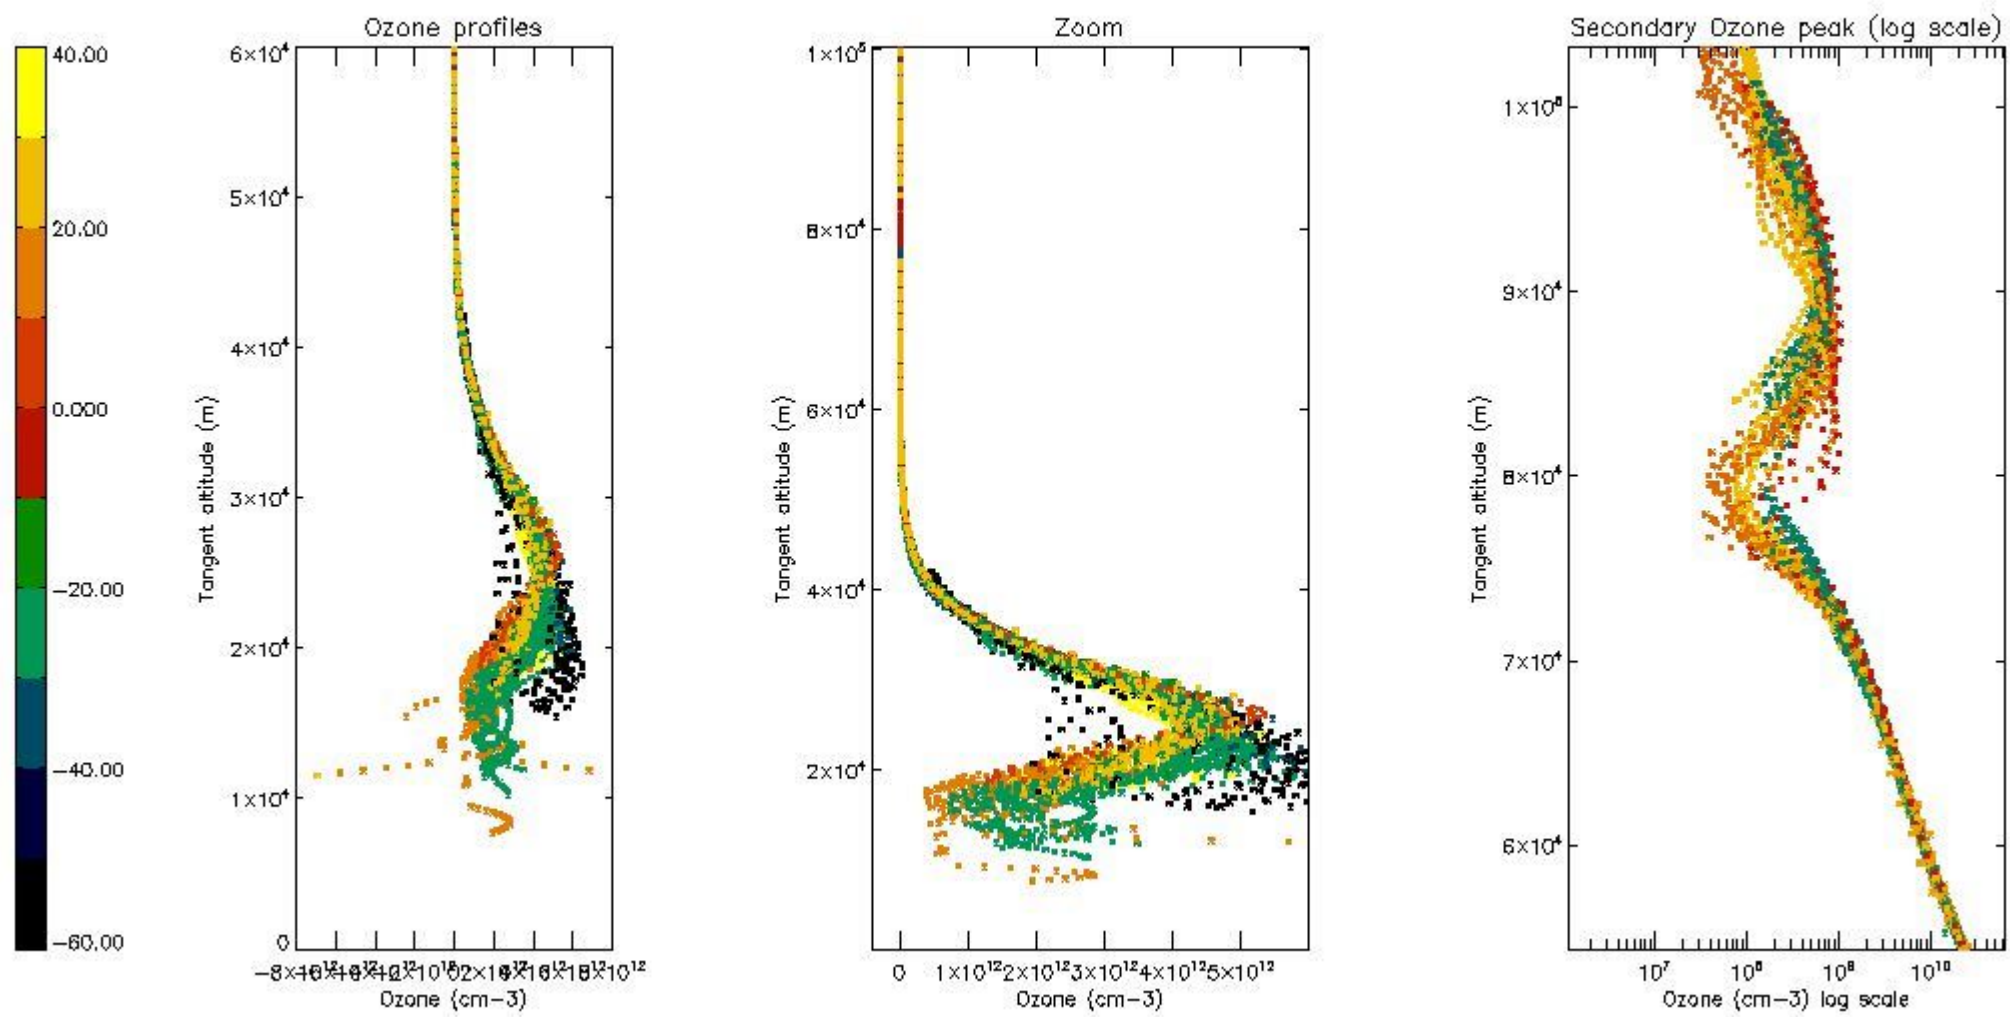 Ozone profiles
Zoom
Secondary Ozone peak (log scale)
40.00
20.00
0.000
−20.00
−40.00
−60.00
6×10⁴
5×10⁴
4×10⁴
3×10⁴
2×10⁴
1×10⁴
0
Tangent altitude (m)
Ozone (cm−3)
1×10⁵
8×10⁴
6×10⁴
4×10⁴
2×10⁴
Tangent altitude (m)
0 1×10¹² 2×10¹² 3×10¹² 4×10¹² 5×10¹²
Ozone (cm−3)
9×10⁴
8×10⁴
7×10⁴
6×10⁴
Tangent altitude (m)
10⁷ 10⁸ 10⁹ 10¹⁰
Ozone (cm−3) log scale